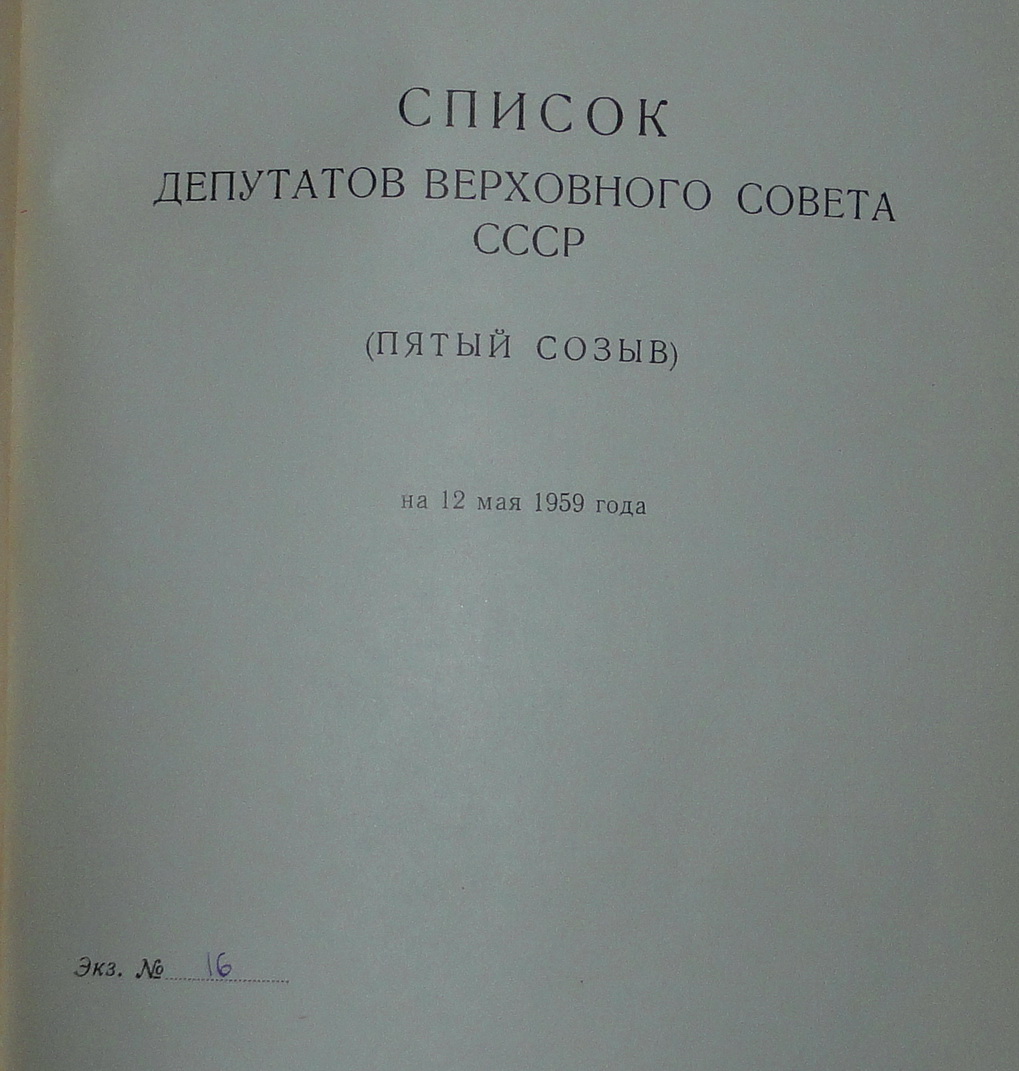 СПИСОК
ДЕПУТАТОВ ВЕРХОВНОГО СОВЕТА
СССР
(ПЯТЫЙ СОЗЫВ)
на 12 мая 1959 года
Экз. № 16